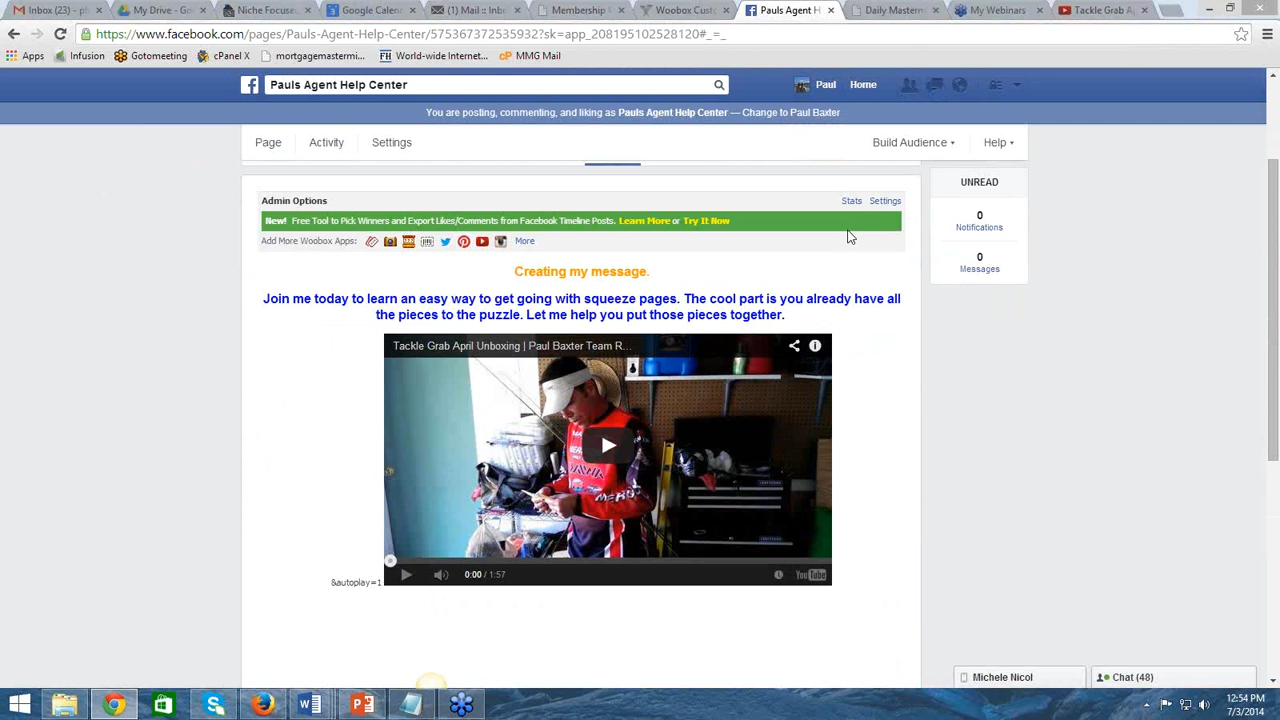 Inbox (23) - ph
My Drive - Go
Niche Focuse
Google Calen
(1) Mail :: Inbo
Membership
Woobox Cust
Pauls Agent H
Daily Masterm
My Webinars
Tackle Grab A
https://www.facebook.com/pages/Pauls-Agent-Help-Center/575367372535932?sk=app_208195102528120#_=_
Apps
Infusion
Gotomeeting
cPanel X
mortgagemastermi...
World-wide Internet...
cP MMG Mail
Pauls Agent Help Center
Paul
Home
You are posting, commenting, and liking as Pauls Agent Help Center — Change to Paul Baxter
Page
Activity
Settings
Build Audience
Help
UNREAD
0
Notifications
0
Messages
Admin Options
Stats
Settings
New! Free Tool to Pick Winners and Export Likes/Comments from Facebook Timeline Posts. Learn More or Try It Now
Add More Woobox Apps:
More
Creating my message.
Join me today to learn an easy way to get going with squeeze pages. The cool part is you already have all
the pieces to the puzzle. Let me help you put those pieces together.
Tackle Grab April Unboxing | Paul Baxter Team R...
0:00 / 1:57
YouTube
&autoplay=1
Michele Nicol
Chat (48)
12:54 PM
7/3/2014